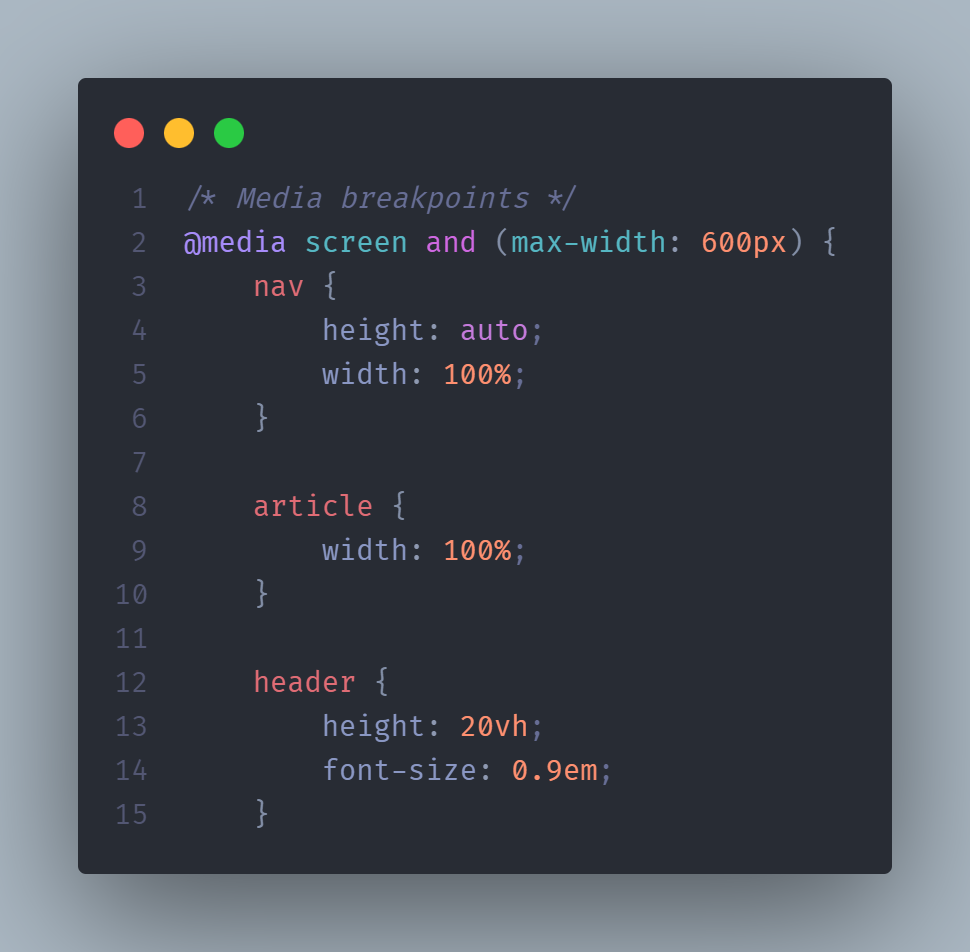 1 /* Media breakpoints */
2 @media screen and (max-width: 600px) {
3     nav {
4         height: auto;
5         width: 100%;
6     }
7
8     article {
9         width: 100%;
10     }
11
12     header {
13         height: 20vh;
14         font-size: 0.9em;
15     }